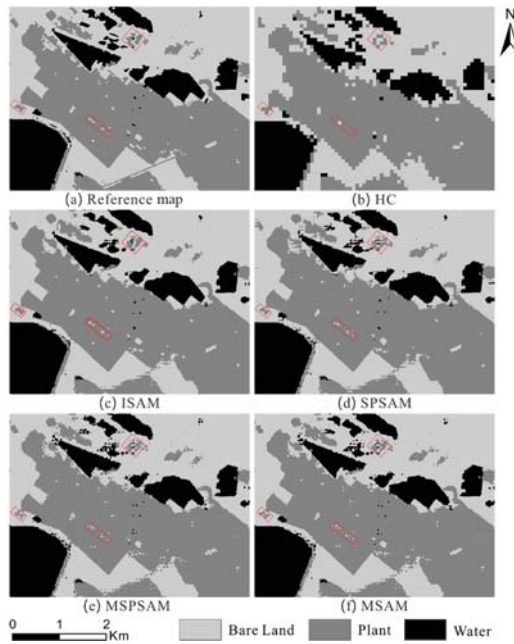 N
(a) Reference map
(b) HC
(c) ISAM
(d) SPSAM
(e) MSPSAM
(f) MSAM
0 1 2
Km
Bare Land
Plant
Water